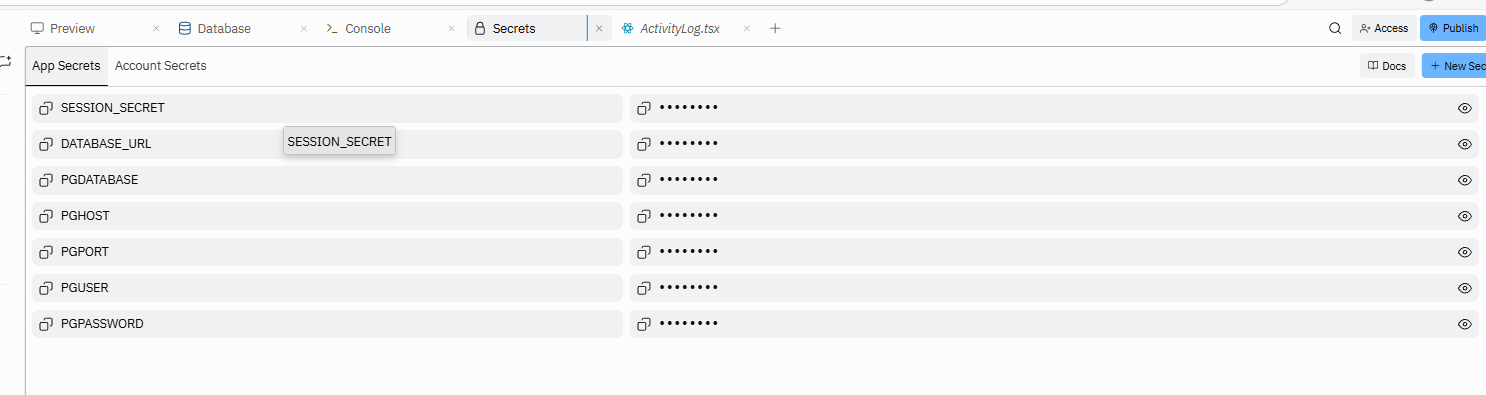 Preview Database Console Secrets ActivityLog.tsx Access Publish
App Secrets Account Secrets Docs New Sec
SESSION_SECRET ••••••••
SESSION_SECRET
DATABASE_URL ••••••••
PGDATABASE ••••••••
PGHOST ••••••••
PGPORT ••••••••
PGUSER ••••••••
PGPASSWORD ••••••••